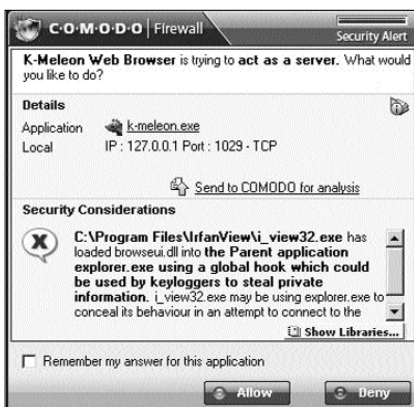 C·O·M·O·D·O Firewall
Security Alert
K-Meleon Web Browser is trying to act as a server. What would
you like to do?
Details
Application k-meleon.exe
Local IP : 127.0.0.1 Port : 1029 - TCP
Send to COMODO for analysis
Security Considerations
C:\Program Files\IrfanView\i_view32.exe has
loaded browseui.dll into the Parent application
explorer.exe using a global hook which could
be used by keyloggers to steal private
information. i_view32.exe may be using explorer.exe to
conceal its behaviour in an attempt to connect to the
Show Libraries...
Remember my answer for this application
Allow
Deny